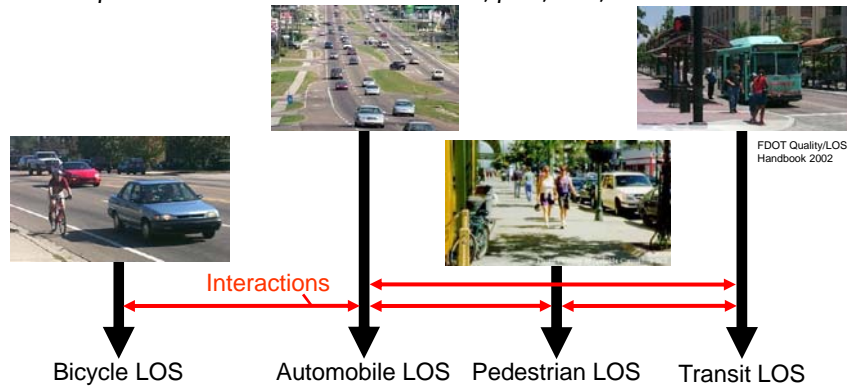 FDOT Quality/LOS
Handbook 2002
Interactions
Bicycle LOS
Automobile LOS
Pedestrian LOS
Transit LOS